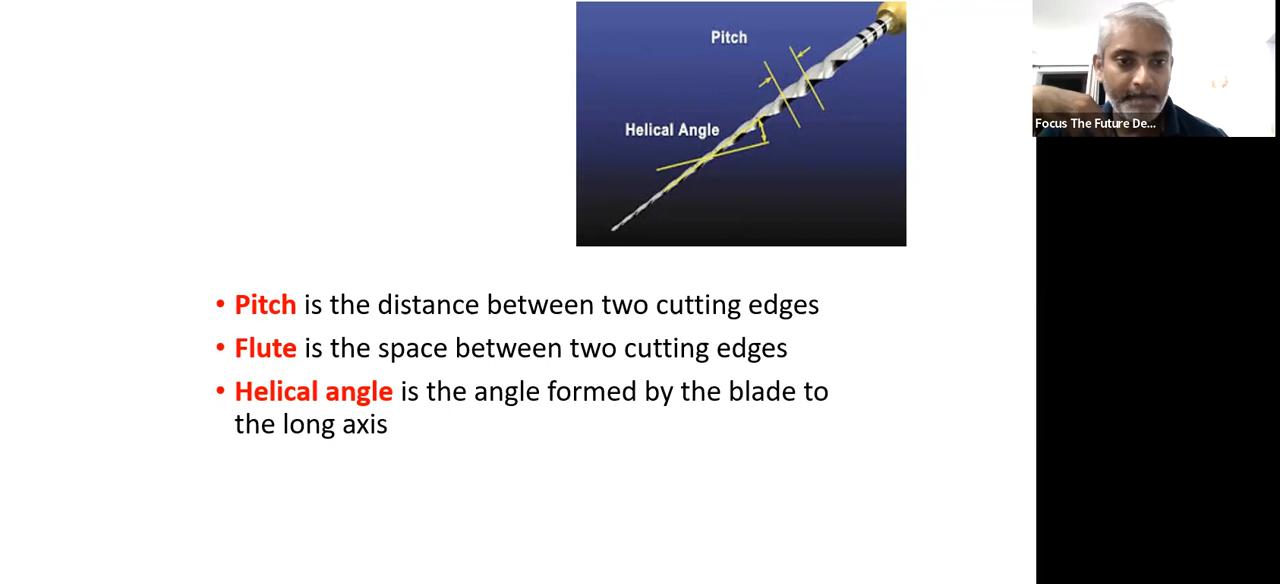 Pitch
Helical Angle
Focus The Future De...
• Pitch is the distance between two cutting edges
• Flute is the space between two cutting edges
• Helical angle is the angle formed by the blade to
the long axis